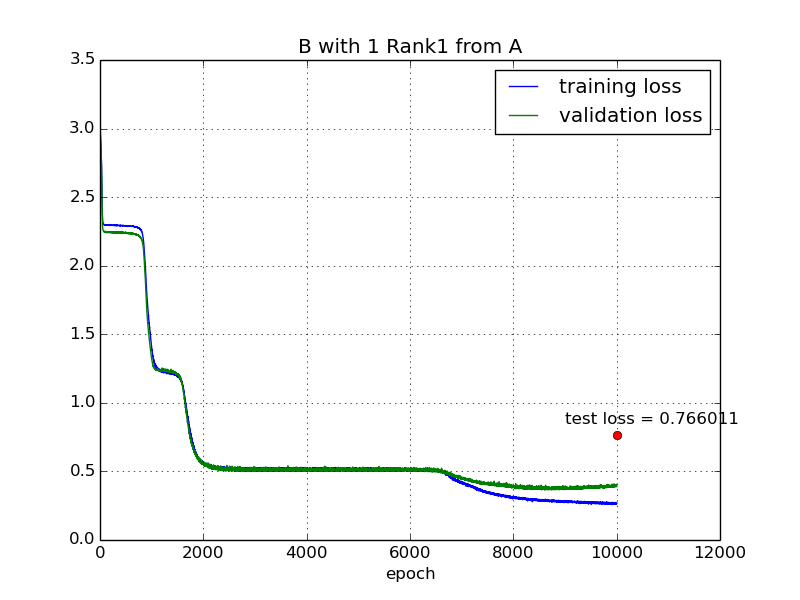 B with 1 Rank1 from A
training loss
validation loss
3.5
3.0
2.5
2.0
1.5
1.0
0.5
0.0
test loss = 0.766011
0 2000 4000 6000 8000 10000 12000
epoch